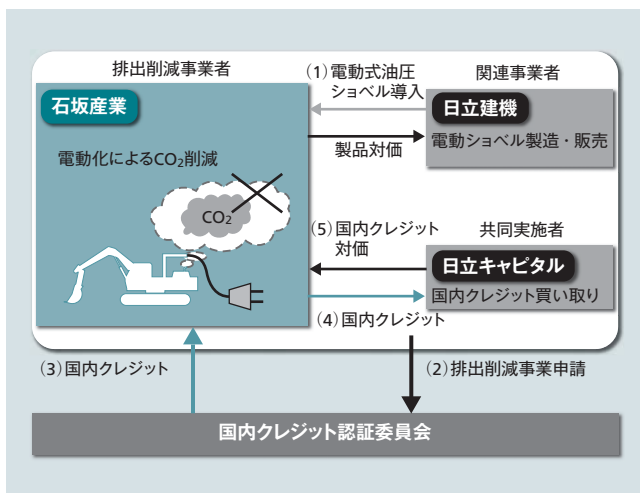 排出削減事業者
石坂産業
電動化によるCO₂削減
CO₂
(1)電動式油圧
ショベル導入
製品対価
関連事業者
日立建機
電動ショベル製造・販売
(5)国内クレジット
対価
共同実施者
日立キャピタル
国内クレジット買い取り
(4)国内クレジット
(3)国内クレジット
(2)排出削減事業申請
国内クレジット認証委員会